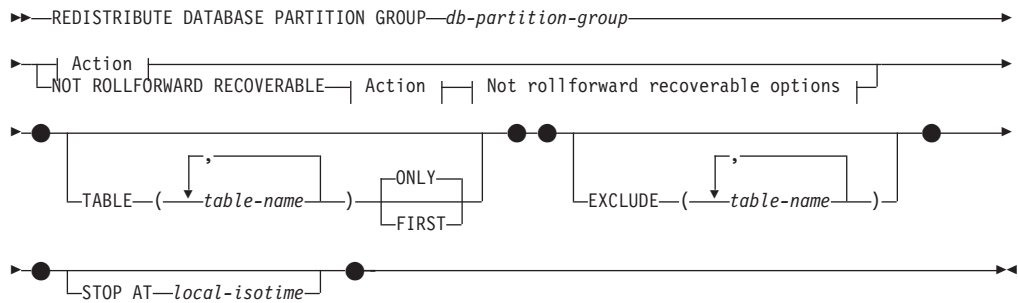 REDISTRIBUTE DATABASE PARTITION GROUP db-partition-group
Action
NOT ROLLFORWARD RECOVERABLE Action Not rollforward recoverable options
, ,
ONLY
TABLE ( table-name ) EXCLUDE ( table-name )
FIRST
STOP AT local-isotime